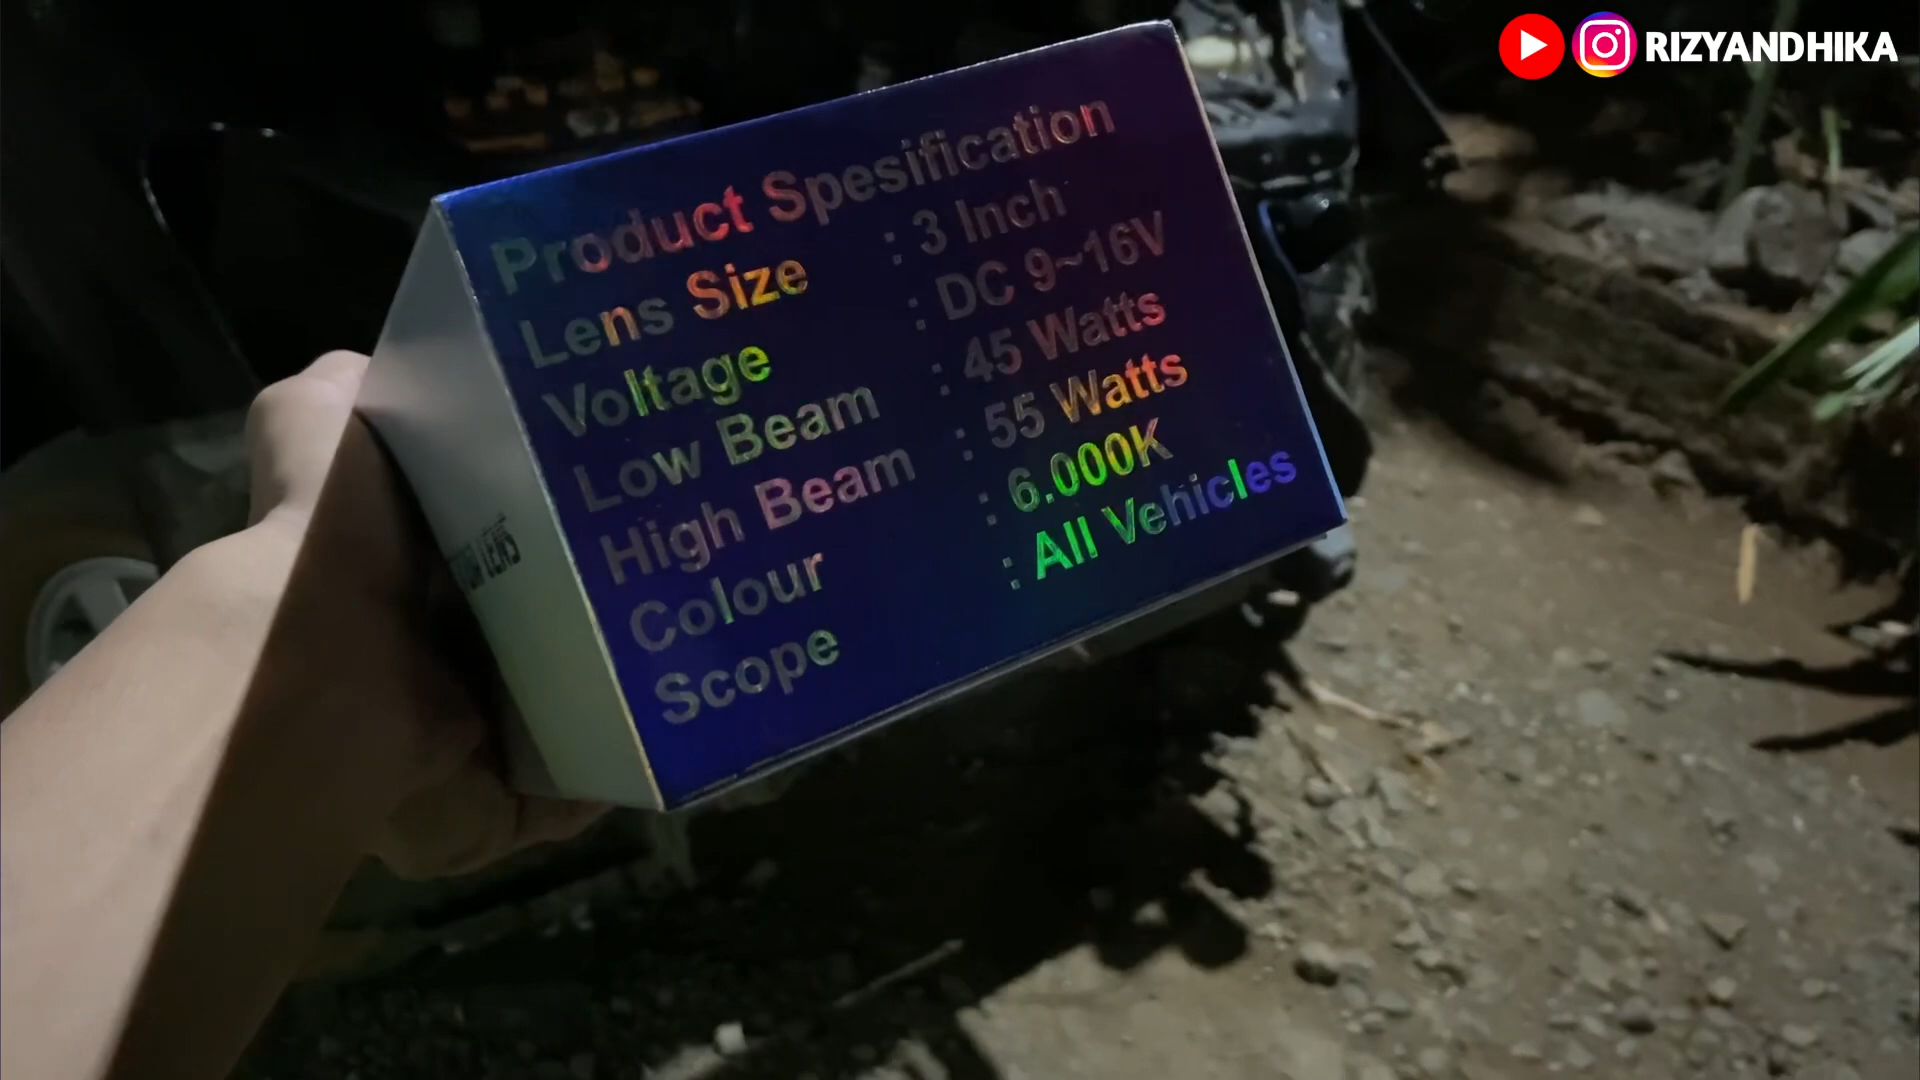 RIZYANDHIKA
Product Spesification
Lens Size : 3 Inch
Voltage : DC 9~16V
Low Beam : 45 Watts
High Beam : 55 Watts
Colour : 6.000K
Scope : All Vehicles
LENS